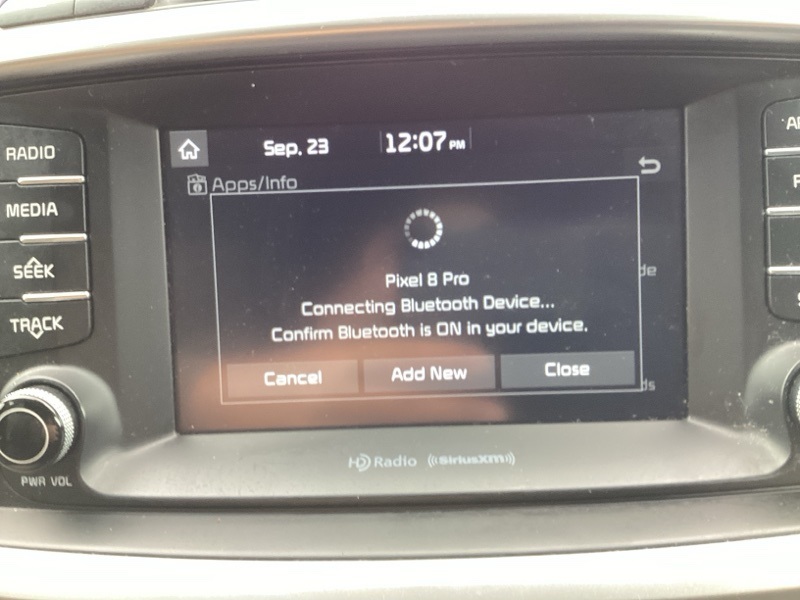 Sep. 23
12:07 PM
Apps/Info
Pixel 8 Pro
Connecting Bluetooth Device...
Confirm Bluetooth is ON in your device.
Cancel
Add New
Close
RADIO
MEDIA
SEEK
TRACK
PWR VOL
HD Radio
((SiriusXM))